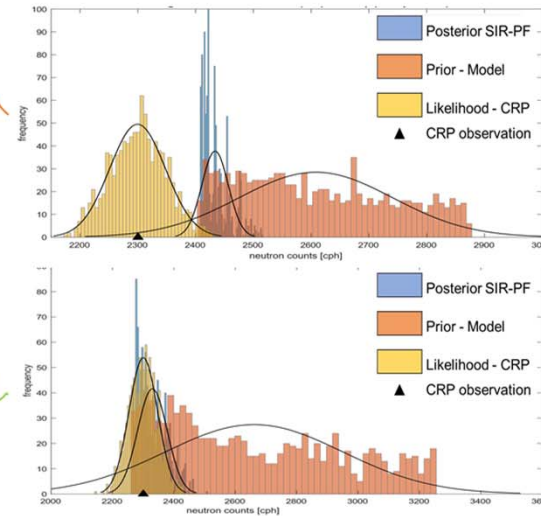 100
90
80
70
60
50
40
30
20
10
0
frequency
Posterior SIR-PF
Prior - Model
Likelihood - CRP
CRP observation
2200 2300 2400 2500 2600 2700 2800 2900
neutron counts [cph]
80
70
60
50
40
30
20
10
0
frequency
Posterior SIR-PF
Prior - Model
Likelihood - CRP
CRP observation
2000 2200 2400 2600 2800 3000 3200 3400
neutron counts [cph]